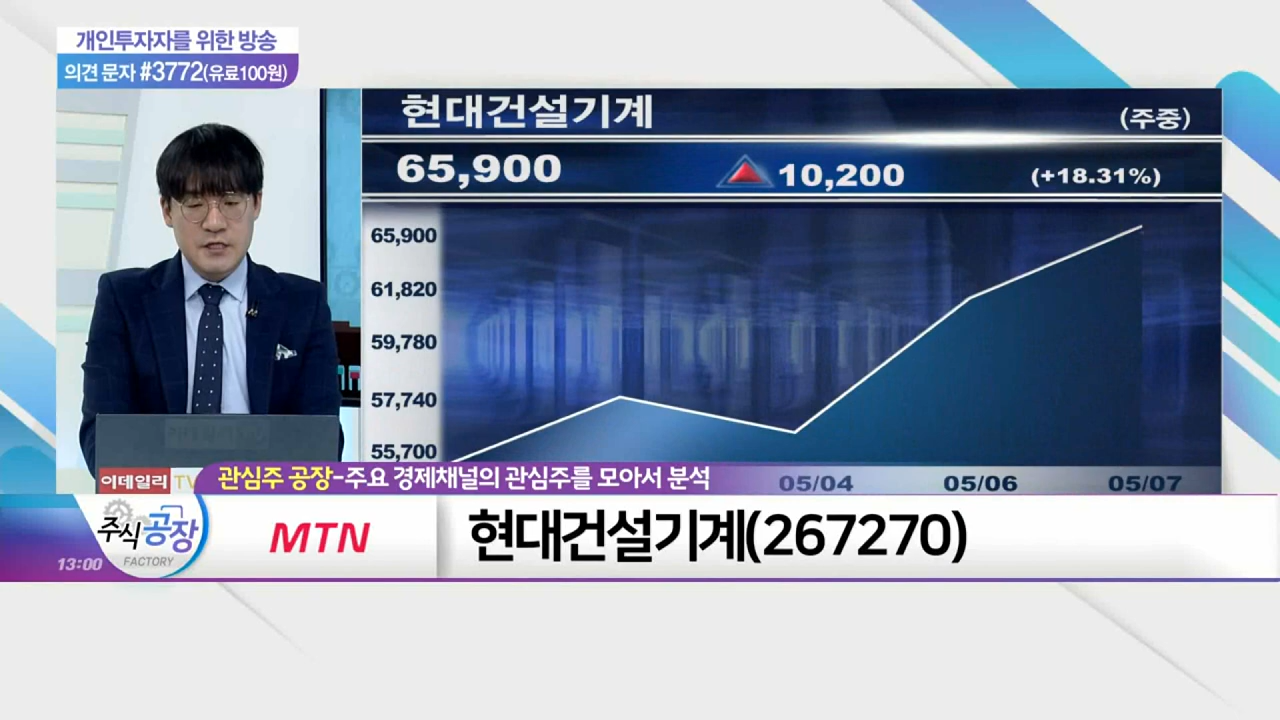 개인투자자를 위한 방송
의견 문자 #3772(유료100원)
현대건설기계
(주중)
65,900
10,200
(+18.31%)
65,900
61,820
59,780
57,740
55,700
05/04
05/06
05/07
이데일리 TV
관심주 공장-주요 경제채널의 관심주를 모아서 분석
주식공장
FACTORY
13:00
MTN
현대건설기계(267270)